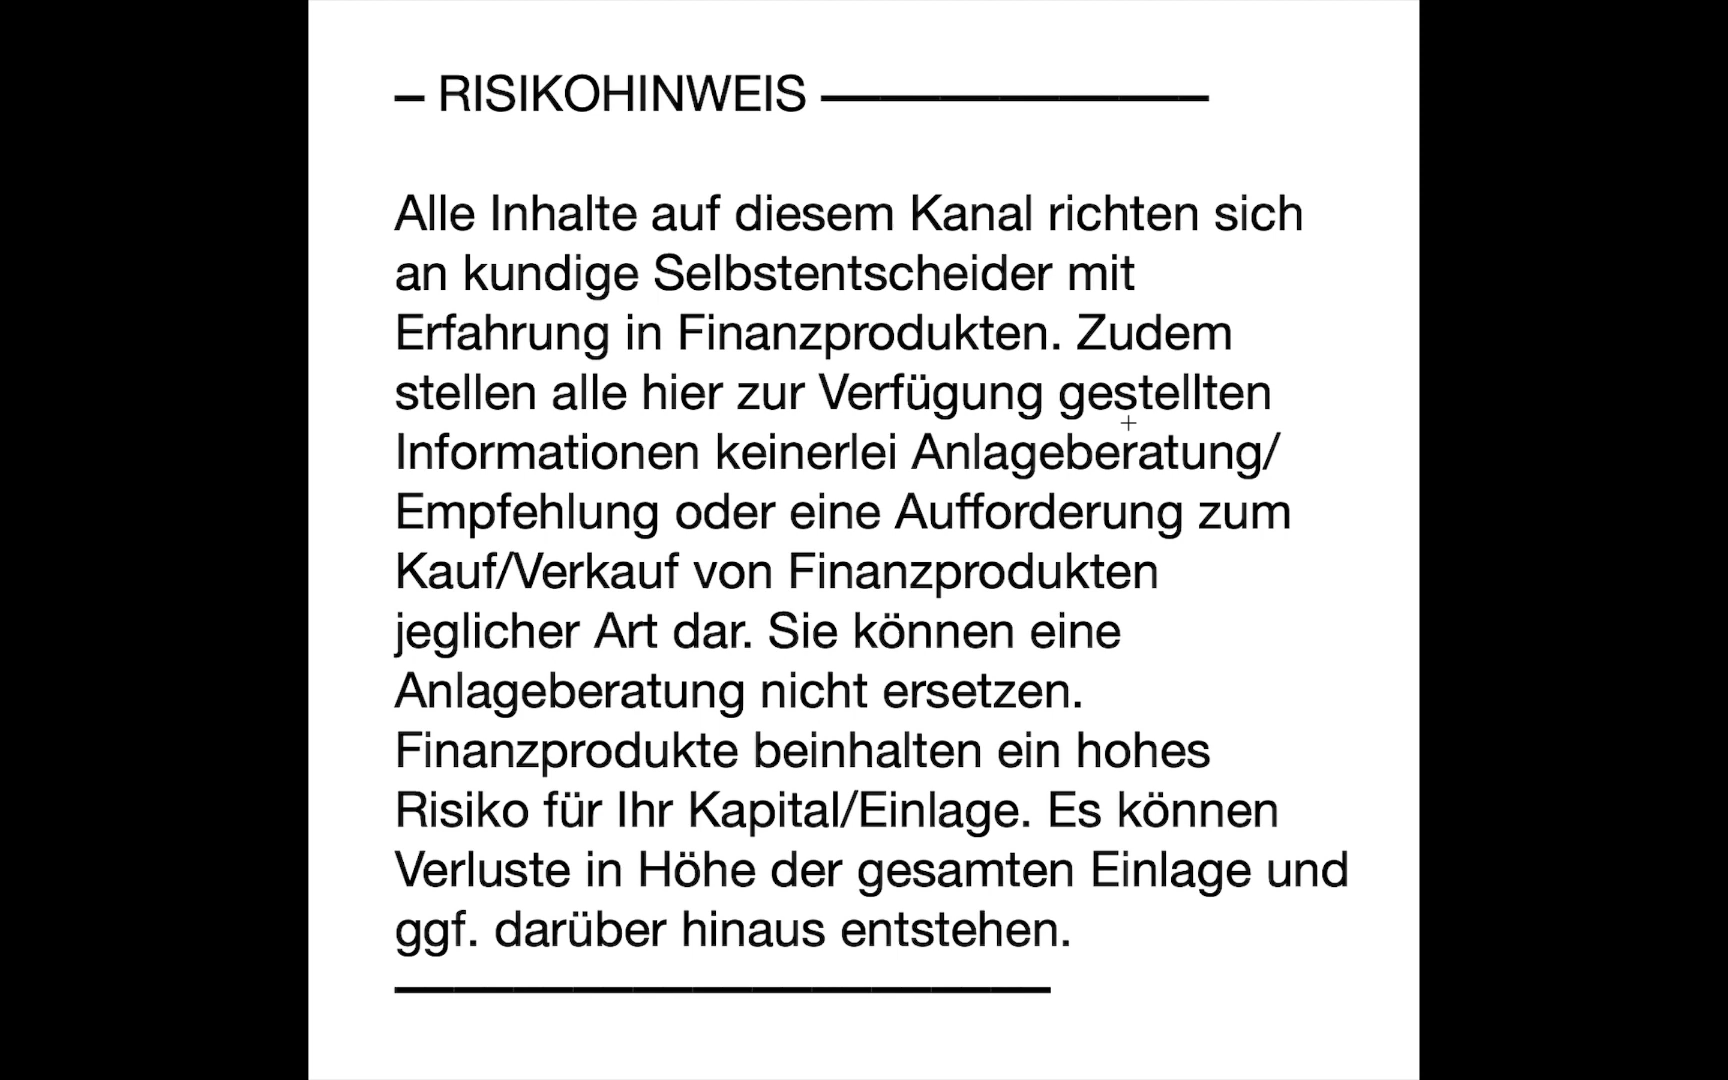 – RISIKOHINWEIS –––––––––––––
Alle Inhalte auf diesem Kanal richten sich
an kundige Selbstentscheider mit
Erfahrung in Finanzprodukten. Zudem
stellen alle hier zur Verfügung gestellten
Informationen keinerlei Anlageberatung/
Empfehlung oder eine Aufforderung zum
Kauf/Verkauf von Finanzprodukten
jeglicher Art dar. Sie können eine
Anlageberatung nicht ersetzen.
Finanzprodukte beinhalten ein hohes
Risiko für Ihr Kapital/Einlage. Es können
Verluste in Höhe der gesamten Einlage und
ggf. darüber hinaus entstehen.
––––––––––––––––––––––